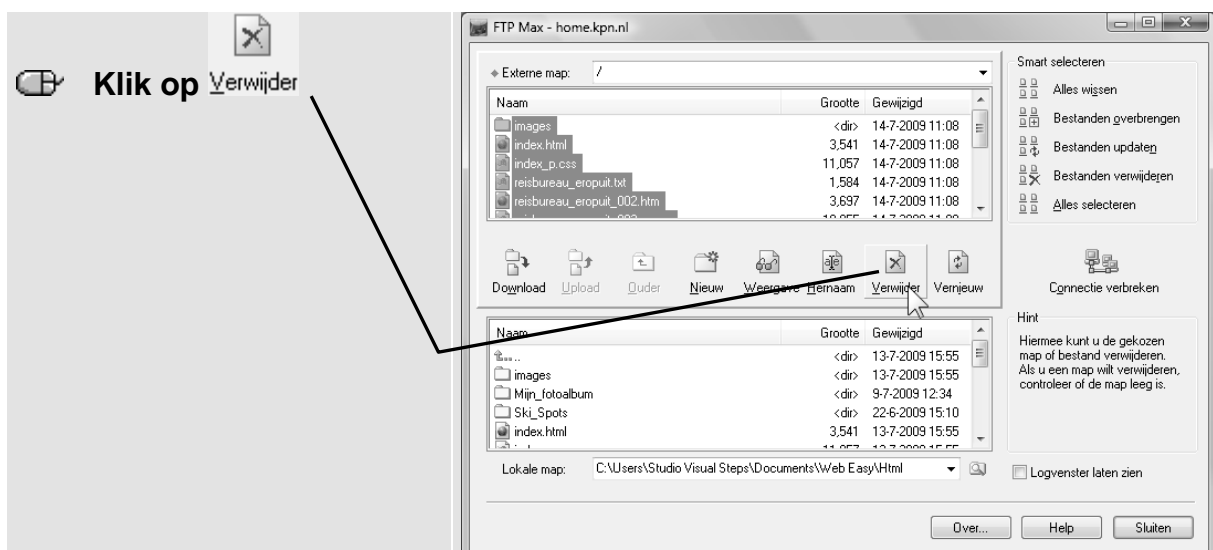 Klik op Verwijder
FTP Max - home.kpn.nl
Externe map: /
Naam Grootte Gewijzigd
images <dir> 14-7-2009 11:08
index.html 3,541 14-7-2009 11:08
index_p.css 11,057 14-7-2009 11:08
reisbureau_eropuit.txt 1,584 14-7-2009 11:08
reisbureau_eropuit_002.htm 3,697 14-7-2009 11:08
Download Upload Ouder Nieuw Weergave Hernaam Verwijder Vernieuw
Naam Grootte Gewijzigd
.. <dir> 13-7-2009 15:55
images <dir> 13-7-2009 15:55
Mijn_fotoalbum <dir> 9-7-2009 12:34
Ski_Spots <dir> 22-6-2009 15:10
index.html 3,541 13-7-2009 15:55
Lokale map: C:\Users\Studio Visual Steps\Documents\Web Easy\Html
Smart selecteren
Alles wissen
Bestanden overbrengen
Bestanden updaten
Bestanden verwijderen
Alles selecteren
Connectie verbreken
Hint
Hiermee kunt u de gekozen
map of bestand verwijderen.
Als u een map wilt verwijderen,
controleer of de map leeg is.
Logvenster laten zien
Over... Help Sluiten